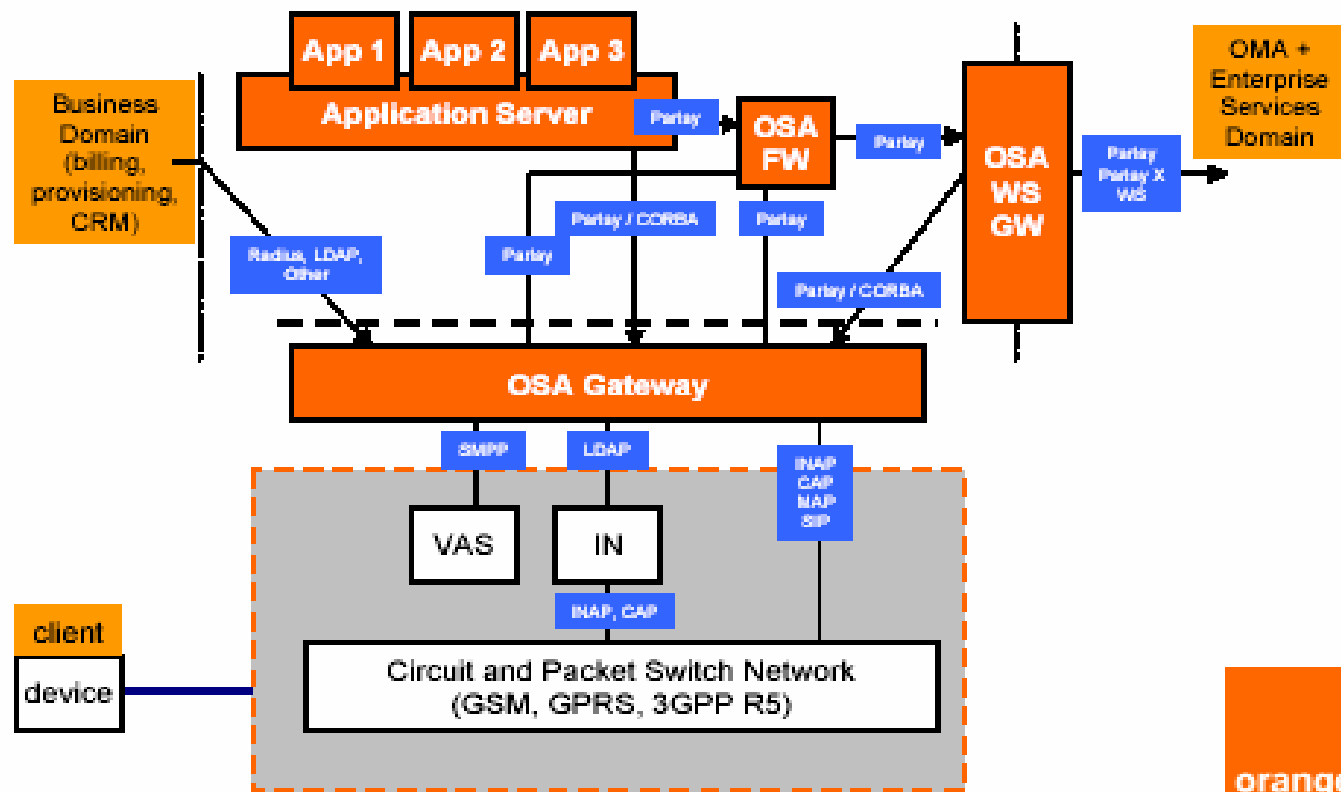 App 1
App 2
App 3
Application Server
Business
Domain
(billing,
provisioning,
CRM)
OMA +
Enterprise
Services
Domain
Parlay
OSA
FW
Parlay
OSA
WS
GW
Parlay
Parlay X
WS
Radius, LDAP,
Other
Parlay
Parlay / CORBA
Parlay
Parlay / CORBA
OSA Gateway
SMPP
LDAP
INAP
CAP
MAP
SIP
VAS
IN
INAP, CAP
client
device
Circuit and Packet Switch Network
(GSM, GPRS, 3GPP R5)
orange